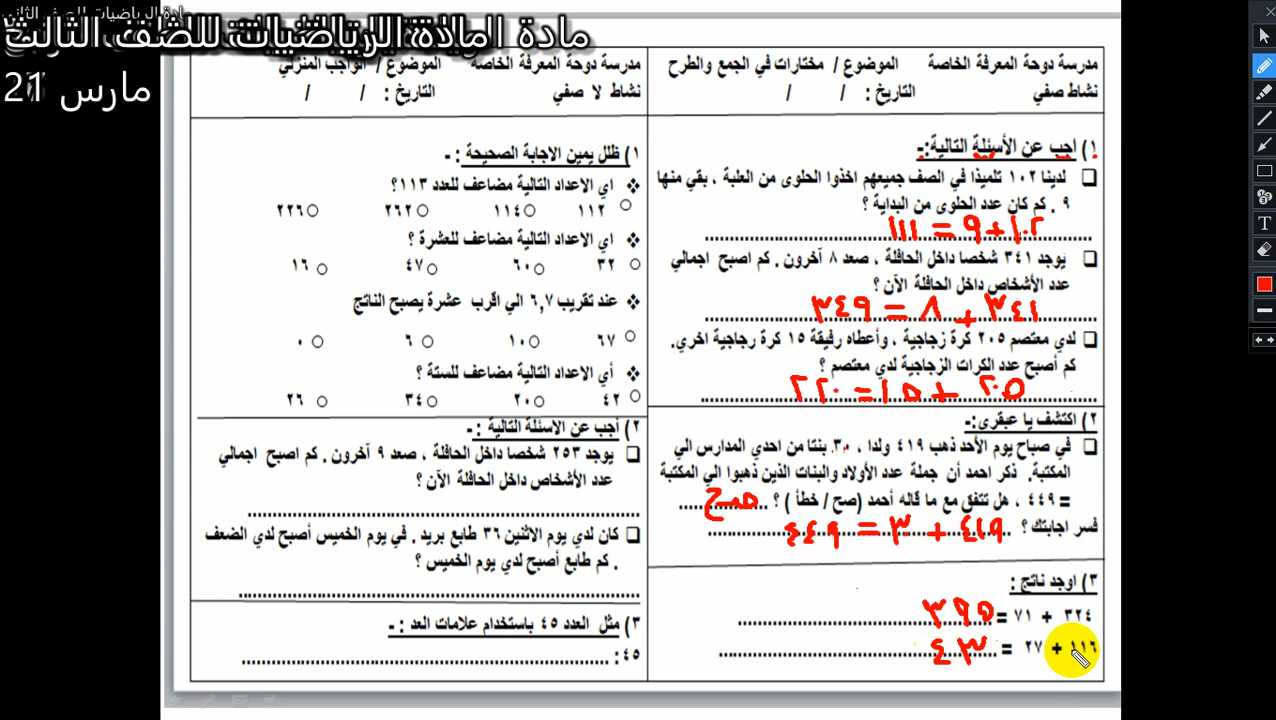 مادة الرياضيات للصف الثالث
21 مارس
مدرسة دوحة المعرفة الخاصة الموضوع / مختارات في الجمع والطرح
نشاط صفي التاريخ : / /
١) اجب عن الأسئلة التالية:-
لدينا ١٠٢ تلميذا في الصف جميعهم اخذوا الحلوى من العلبة ، بقي منها
٩ . كم كان عدد الحلوى من البداية ؟
١٠٢ + ٩ = ١١١
يوجد ٣٤١ شخصا داخل الحافلة ، صعد ٨ آخرون . كم اصبح اجمالي
عدد الأشخاص داخل الحافلة الآن ؟
٣٤١ + ٨ = ٣٤٩
لدي معتصم ٢٠٥ كرة زجاجية ، وأعطاه رفيقة ١٥ كرة زجاجية اخري.
كم أصبح عدد الكرات الزجاجية لدي معتصم ؟
٢٠٥ + ١٥ = ٢٢٠
٢) اكتشف يا عبقرى:-
في صباح يوم الأحد ذهب ٤١٩ ولدا ، ٣٠ بنتا من احدي المدارس الي
المكتبة. ذكر احمد أن جملة عدد الأولاد والبنات الذين ذهبوا الي المكتبة
= ٤٤٩ ، هل تتفق مع ما قاله أحمد (صح / خطأ ) ؟ صح
فسر اجابتك ؟ ٤١٩ + ٣٠ = ٤٤٩
٣) اوجد ناتج :
٣٢٤ + ٧١ = ٣٩٥
١١٦ + ٢٧ = ٤٣
مدرسة دوحة المعرفة الخاصة الموضوع / الواجب المنزلي
نشاط لا صفي التاريخ : / /
١) ظلل يمين الاجابة الصحيحة : -
❖ اي الاعداد التالية مضاعف للعدد ١١٣؟
١١٢ ١١٤ ٢٦٢ ٢٢٦
❖ اي الاعداد التالية مضاعف للعشرة ؟
٣٢ ٦٠ ٤٧ ١٦
❖ عند تقريب ٦,٧ الي اقرب عشرة يصبح الناتج
٦٧ ١٠ ٦ ٠
❖ أي الاعداد التالية مضاعف للستة ؟
٤٢ ٢٠ ٣٤ ٢٦
٢) أجب عن الاسئلة التالية : -
يوجد ٢٥٣ شخصا داخل الحافلة ، صعد ٩ آخرون . كم اصبح اجمالي
عدد الأشخاص داخل الحافلة الآن ؟
كان لدي يوم الاثنين ٣٦ طابع بريد . في يوم الخميس أصبح لدي الضعف
. كم طابع أصبح لدي يوم الخميس ؟
٣) مثل العدد ٤٥ باستخدام علامات العد : -
٤٥ :